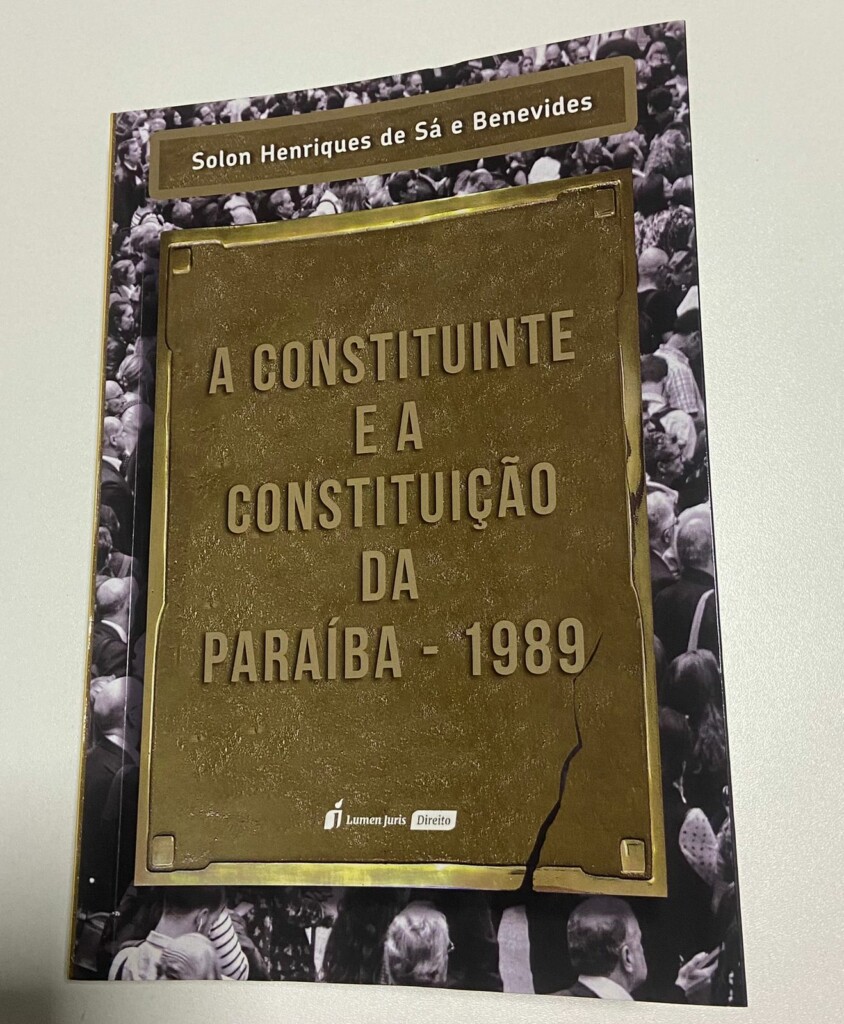 Solon Henriques de Sá e Benevides
A CONSTITUINTE
E A
CONSTITUIÇÃO
DA
PARAÍBA - 1989
Lumen Juris Direito